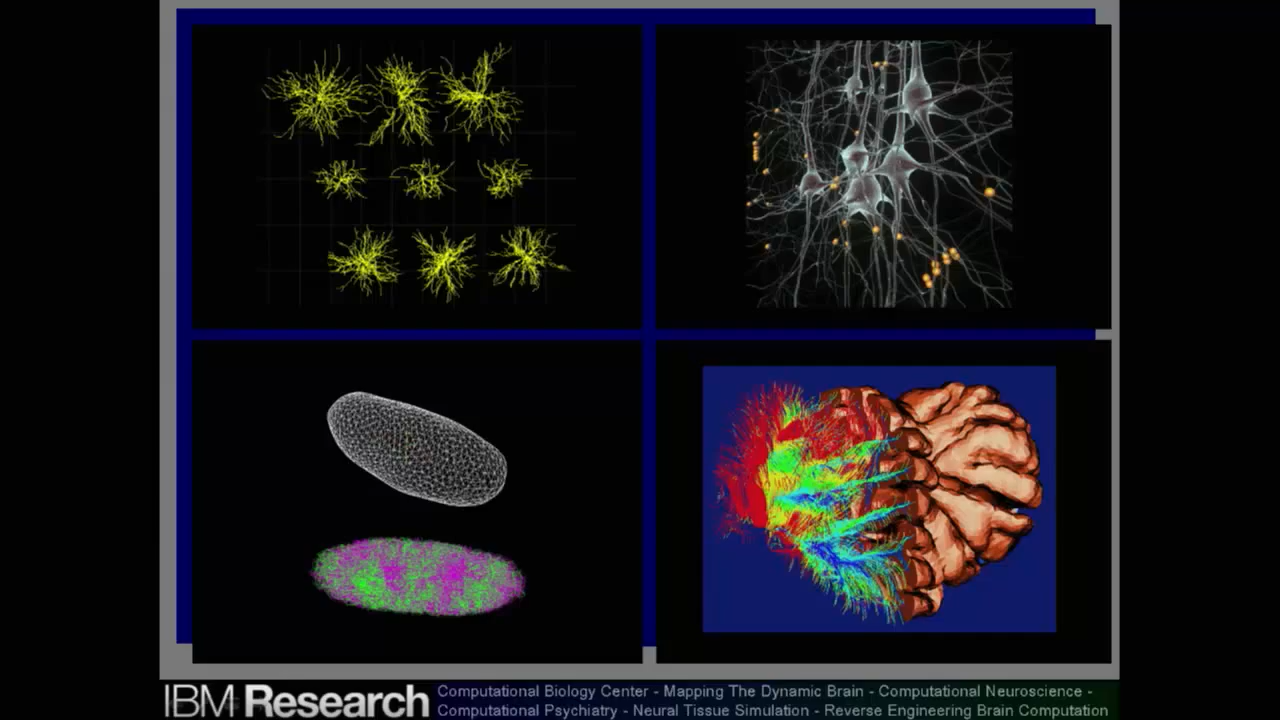 IBM Research
Computational Biology Center - Mapping The Dynamic Brain - Computational Neuroscience -
Computational Psychiatry - Neural Tissue Simulation - Reverse Engineering Brain Computation